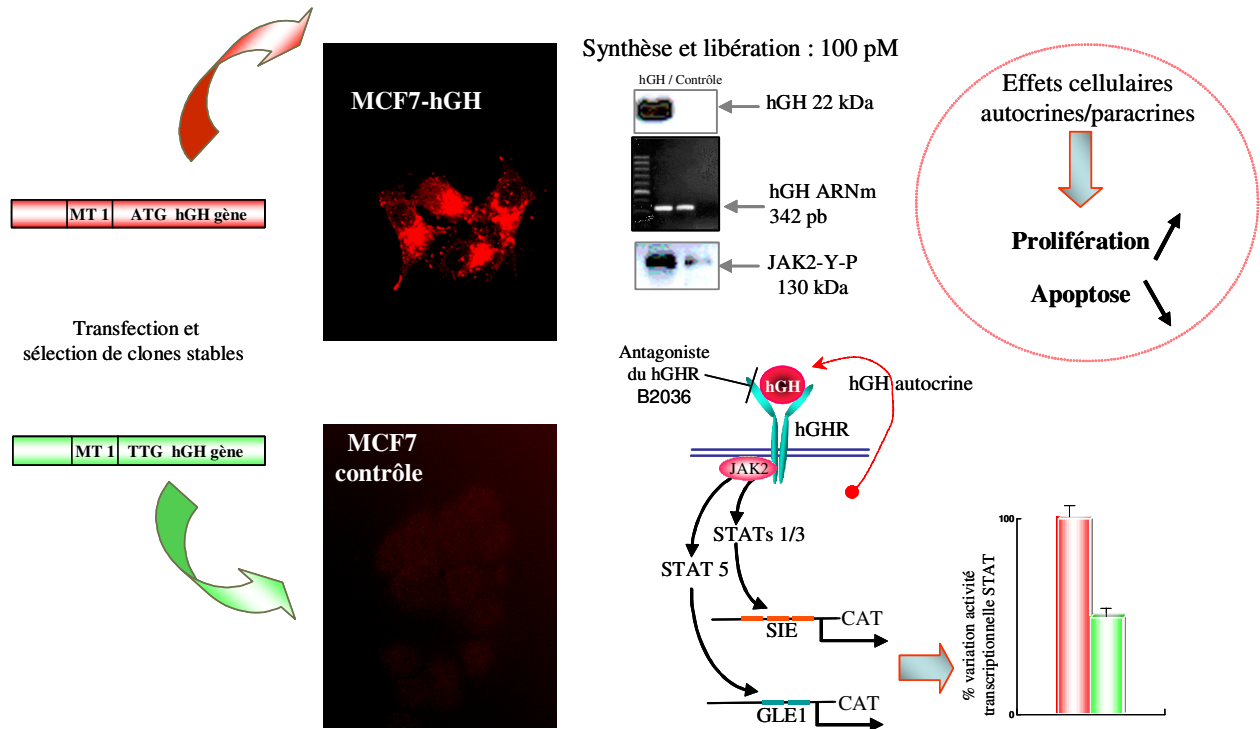 MT 1 ATG hGH gène
Transfection et
sélection de clones stables
MT 1 TTG hGH gène
MCF7-hGH
MCF7
contrôle
Synthèse et libération : 100 pM
hGH / Contrôle
hGH 22 kDa
hGH ARNm
342 pb
JAK2-Y-P
130 kDa
Effets cellulaires
autocrines/paracrines
Prolifération
Apoptose
Antagoniste
du hGHR
B2036
hGH
hGH autocrine
hGHR
JAK2
STATs 1/3
STAT 5
SIE
CAT
GLE1
CAT
% variation activité
transcriptionnelle STAT
100
0